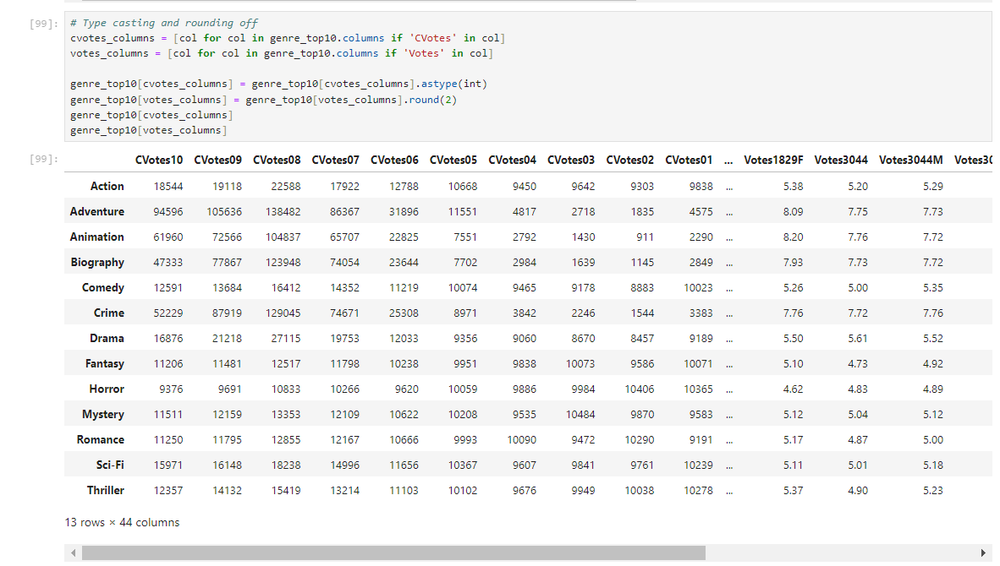 [99]: # Type casting and rounding off
cvotes_columns = [col for col in genre_top10.columns if 'CVotes' in col]
votes_columns = [col for col in genre_top10.columns if 'Votes' in col]
genre_top10[cvotes_columns] = genre_top10[cvotes_columns].astype(int)
genre_top10[votes_columns] = genre_top10[votes_columns].round(2)
genre_top10[cvotes_columns]
genre_top10[votes_columns]
[99]: CVotes10 CVotes09 CVotes08 CVotes07 CVotes06 CVotes05 CVotes04 CVotes03 CVotes02 CVotes01 ... Votes1829F Votes3044 Votes3044M Votes30
Action 18544 19118 22588 17922 12788 10668 9450 9642 9303 9838 ... 5.38 5.20 5.29
Adventure 94596 105636 138482 86367 31896 11551 4817 2718 1835 4575 ... 8.09 7.75 7.73
Animation 61960 72566 104837 65707 22825 7551 2792 1430 911 2290 ... 8.20 7.76 7.72
Biography 47333 77867 123948 74054 23644 7702 2984 1639 1145 2849 ... 7.93 7.73 7.72
Comedy 12591 13684 16412 14352 11219 10074 9465 9178 8883 10023 ... 5.26 5.00 5.35
Crime 52229 87919 129045 74671 25308 8971 3842 2246 1544 3383 ... 7.76 7.72 7.76
Drama 16876 21218 27115 19753 12033 9356 9060 8670 8457 9189 ... 5.50 5.61 5.52
Fantasy 11206 11481 12517 11798 10238 9951 9838 10073 9586 10071 ... 5.10 4.73 4.92
Horror 9376 9691 10833 10266 9620 10059 9886 9984 10406 10365 ... 4.62 4.83 4.89
Mystery 11511 12159 13353 12109 10622 10208 9535 10484 9870 9583 ... 5.12 5.04 5.12
Romance 11250 11795 12855 12167 10666 9993 10090 9472 10290 9191 ... 5.17 4.87 5.00
Sci-Fi 15971 16148 18238 14996 11656 10367 9607 9841 9761 10239 ... 5.11 5.01 5.18
Thriller 12357 14132 15419 13214 11103 10102 9676 9949 10038 10278 ... 5.37 4.90 5.23
13 rows × 44 columns